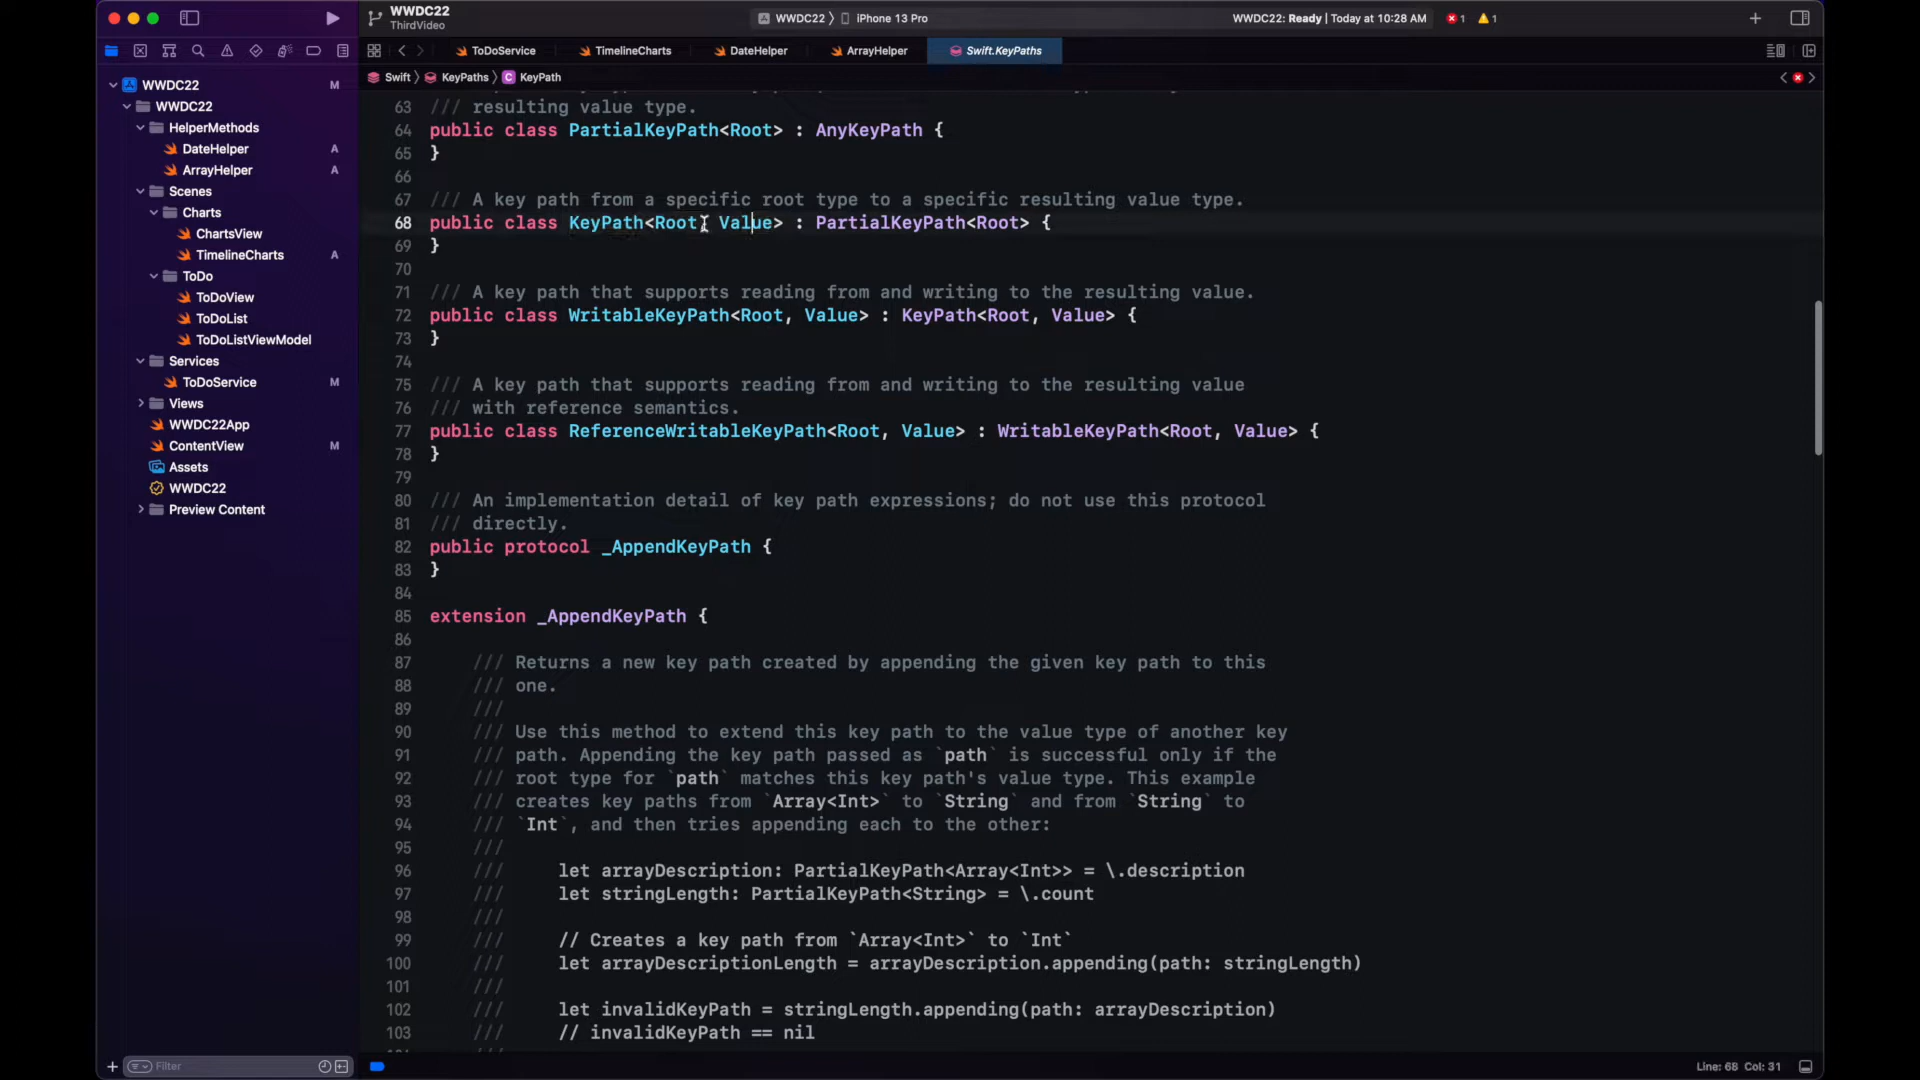 WWDC22
ThirdVideo
WWDC22
iPhone 13 Pro
WWDC22: Ready | Today at 10:28 AM
1
1
ToDoService
TimelineCharts
DateHelper
ArrayHelper
Swift.KeyPaths
Swift
KeyPaths
C
KeyPath
WWDC22 M
WWDC22
HelperMethods
DateHelper A
ArrayHelper A
Scenes
Charts
ChartsView
TimelineCharts A
ToDo
ToDoView
ToDoList
ToDoListViewModel
Services
ToDoService M
Views
WWDC22App
ContentView M
Assets
WWDC22
Preview Content
Filter
63 /// resulting value type.
64 public class PartialKeyPath<Root> : AnyKeyPath {
65 }
66
67 /// A key path from a specific root type to a specific resulting value type.
68 public class KeyPath<Root, Value> : PartialKeyPath<Root> {
69 }
70
71 /// A key path that supports reading from and writing to the resulting value.
72 public class WritableKeyPath<Root, Value> : KeyPath<Root, Value> {
73 }
74
75 /// A key path that supports reading from and writing to the resulting value
76 /// with reference semantics.
77 public class ReferenceWritableKeyPath<Root, Value> : WritableKeyPath<Root, Value> {
78 }
79
80 /// An implementation detail of key path expressions; do not use this protocol
81 /// directly.
82 public protocol _AppendKeyPath {
83 }
84
85 extension _AppendKeyPath {
86
87 /// Returns a new key path created by appending the given key path to this
88 /// one.
89 ///
90 /// Use this method to extend this key path to the value type of another key
91 /// path. Appending the key path passed as `path` is successful only if the
92 /// root type for `path` matches this key path's value type. This example
93 /// creates key paths from `Array<Int>` to `String` and from `String` to
94 /// `Int`, and then tries appending each to the other:
95 ///
96 /// let arrayDescription: PartialKeyPath<Array<Int>> = \.description
97 /// let stringLength: PartialKeyPath<String> = \.count
98 ///
99 /// // Creates a key path from `Array<Int>` to `Int`
100 /// let arrayDescriptionLength = arrayDescription.appending(path: stringLength)
101 ///
102 /// let invalidKeyPath = stringLength.appending(path: arrayDescription)
103 /// // invalidKeyPath == nil
Line: 68 Col: 31